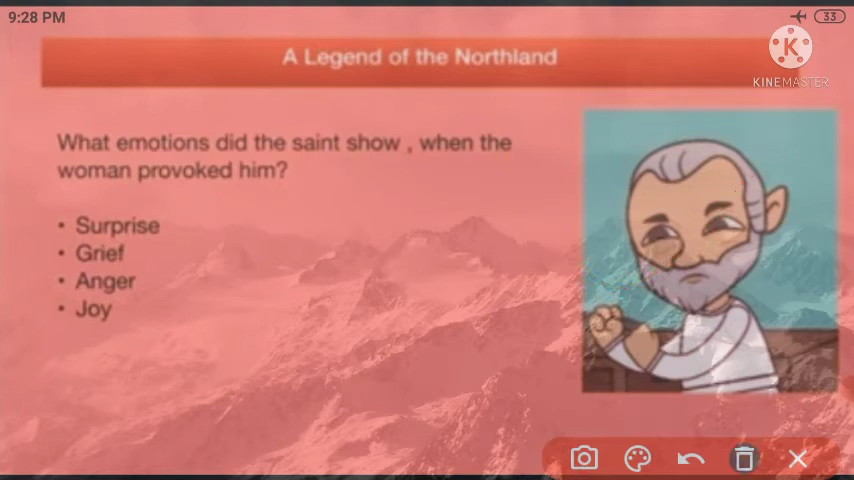 9:28 PM
33
A Legend of the Northland
KINEMASTER
What emotions did the saint show , when the
woman provoked him?
• Surprise
• Grief
• Anger
• Joy